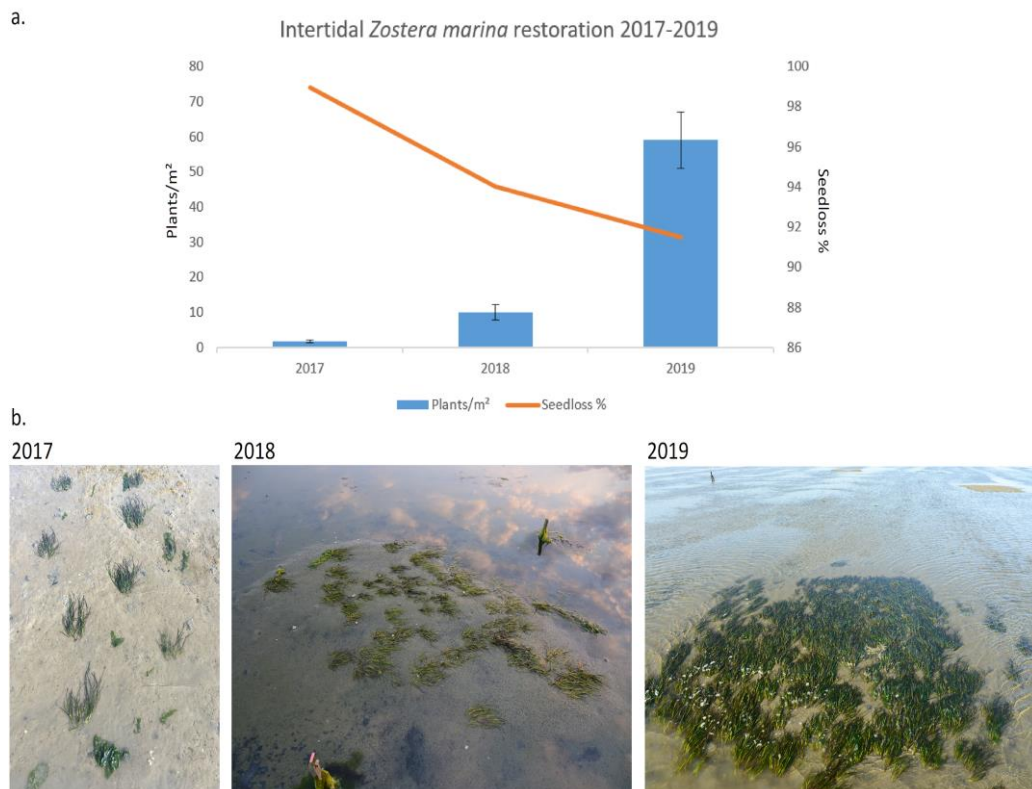 a.
Intertidal Zostera marina restoration 2017-2019
80
70
60
50
40
30
20
10
0
Plants/m²
100
98
96
94
92
90
88
86
Seedloss %
2017 2018 2019
Plants/m² Seedloss %
b.
2017 2018 2019